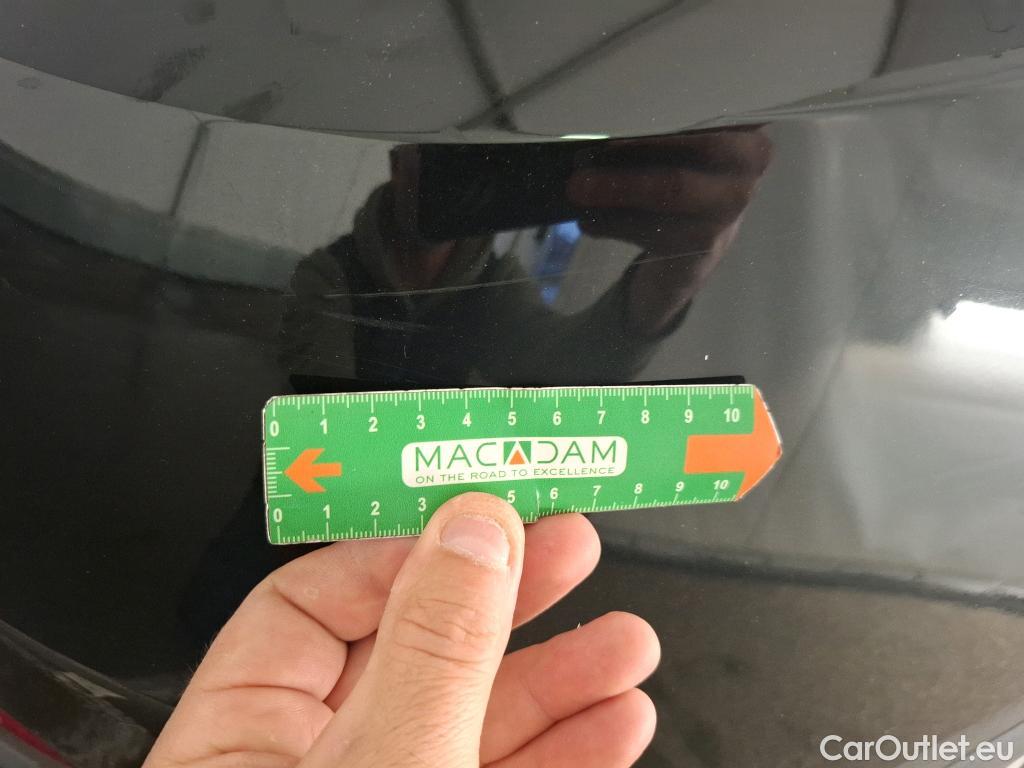 0 1 2 3 4 5 6 7 8 9 10
MACADAM
ON THE ROAD TO EXCELLENCE
0 1 2 3 5 6 7 8 9 10
CarOutlet.eu